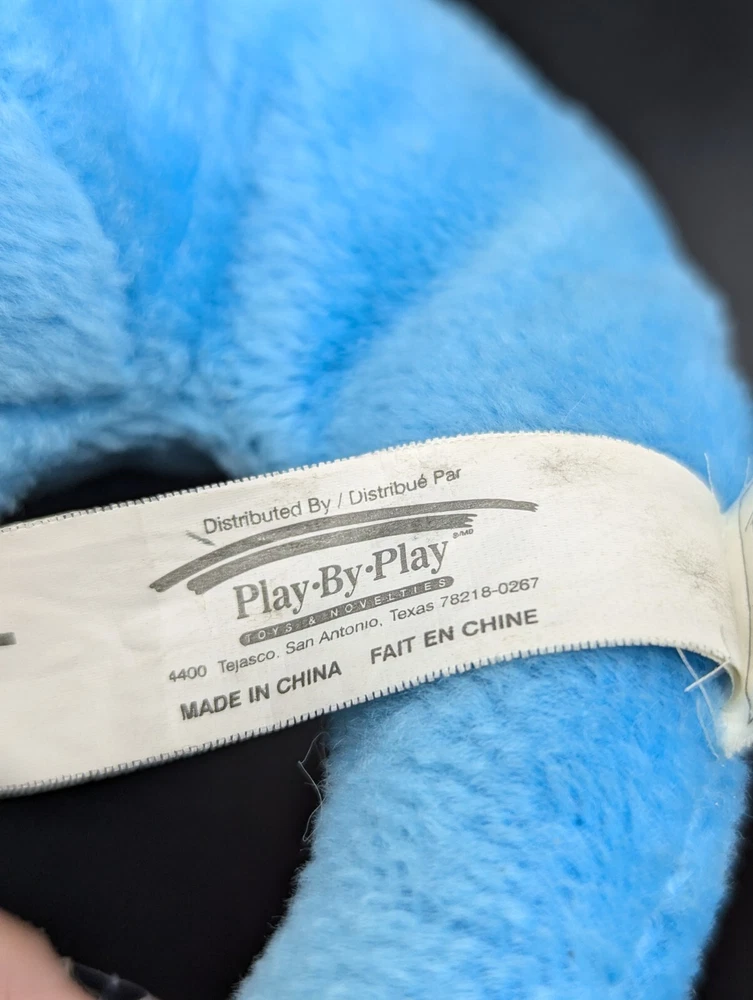 Distributed By / Distribué Par
Play·By·Play
TOYS & NOVELTIES
4400 Tejasco. San Antonio, Texas 78218-0267
MADE IN CHINA FAIT EN CHINE